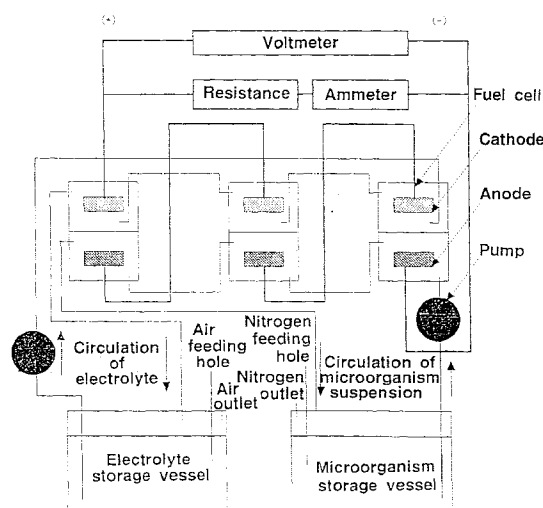 (+)
(−)
Voltmeter
Resistance
Ammeter
Fuel cell
Cathode
Anode
Pump
Circulation of
electrolyte
Air
feeding
hole
Air
outlet
Nitrogen
feeding
hole
Nitrogen
outlet
Circulation of
microorganism
suspension
Electrolyte
storage vessel
Microorganism
storage vessel